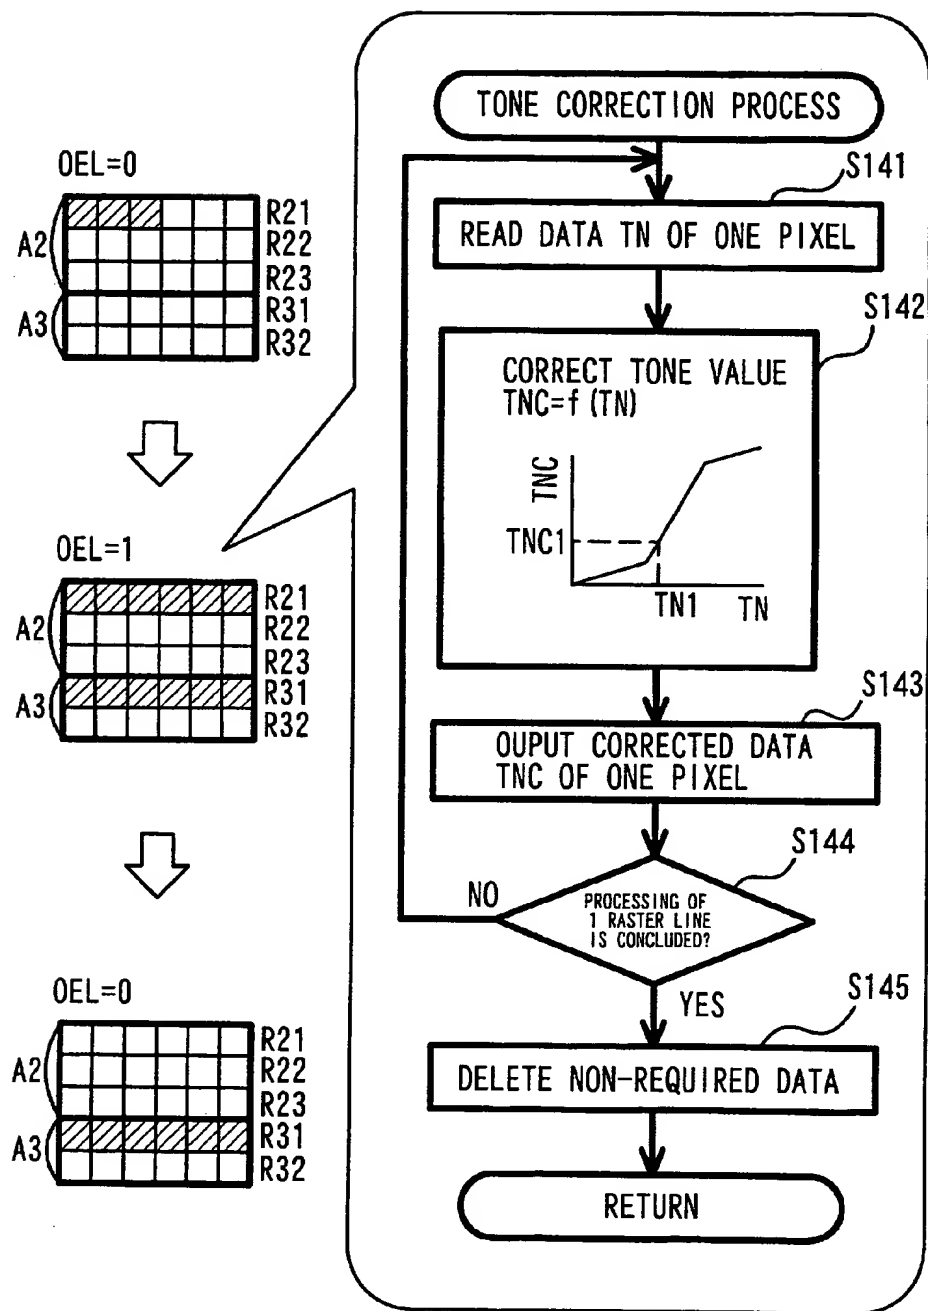 OEL=0
A2
A3
R21
R22
R23
R31
R32
OEL=1
A2
A3
R21
R22
R23
R31
R32
OEL=0
A2
A3
R21
R22
R23
R31
R32
TONE CORRECTION PROCESS
S141
READ DATA TN OF ONE PIXEL
S142
CORRECT TONE VALUE
TNC=f(TN)
TNC
TNC1
TN1
TN
S143
OUPUT CORRECTED DATA
TNC OF ONE PIXEL
S144
NO
PROCESSING OF
1 RASTER LINE
IS CONCLUDED?
YES
S145
DELETE NON-REQUIRED DATA
RETURN